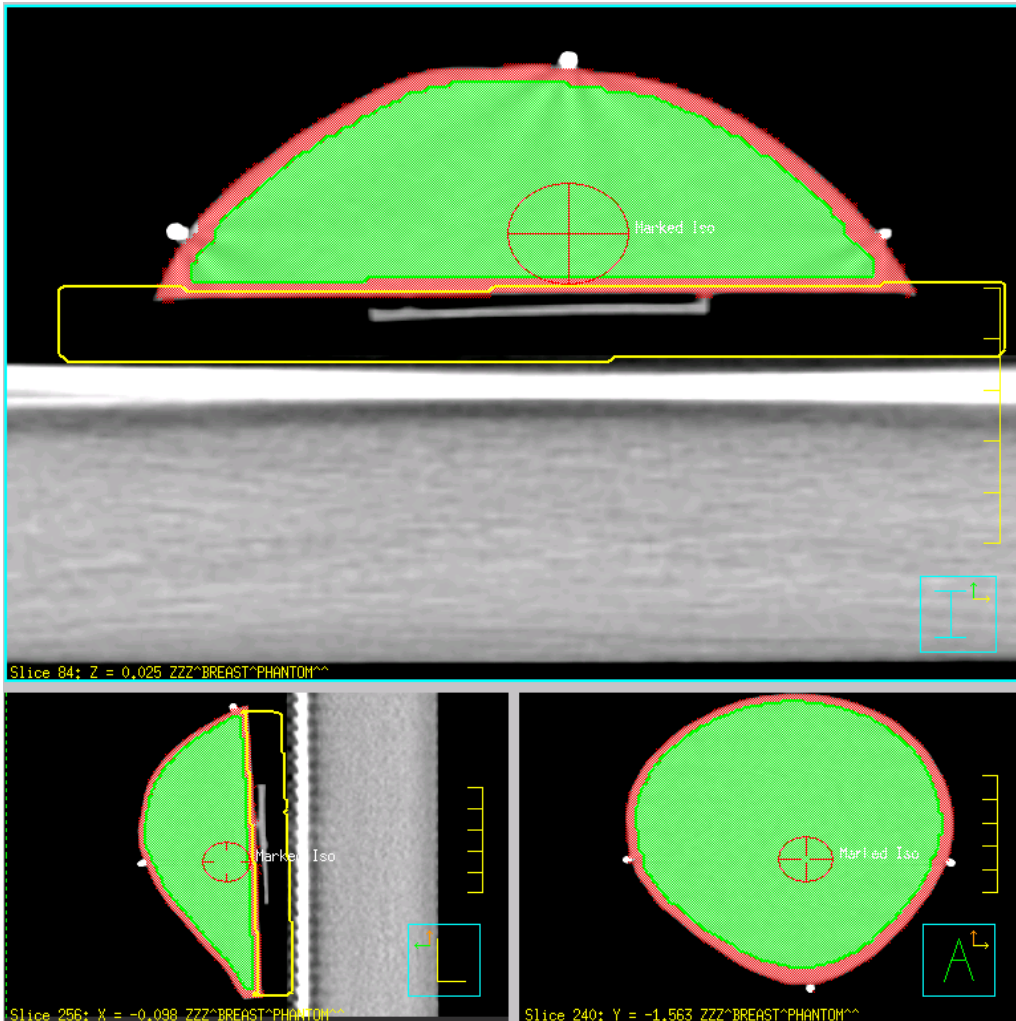 Marked Iso
I
Slice 84: Z = 0.025 ZZZ^BREAST^PHANTOM^^
Marked Iso
L
Slice 256: X = -0.098 ZZZ^BREAST^PHANTOM^^
Marked Iso
A
Slice 240: Y = -1.563 ZZZ^BREAST^PHANTOM^^